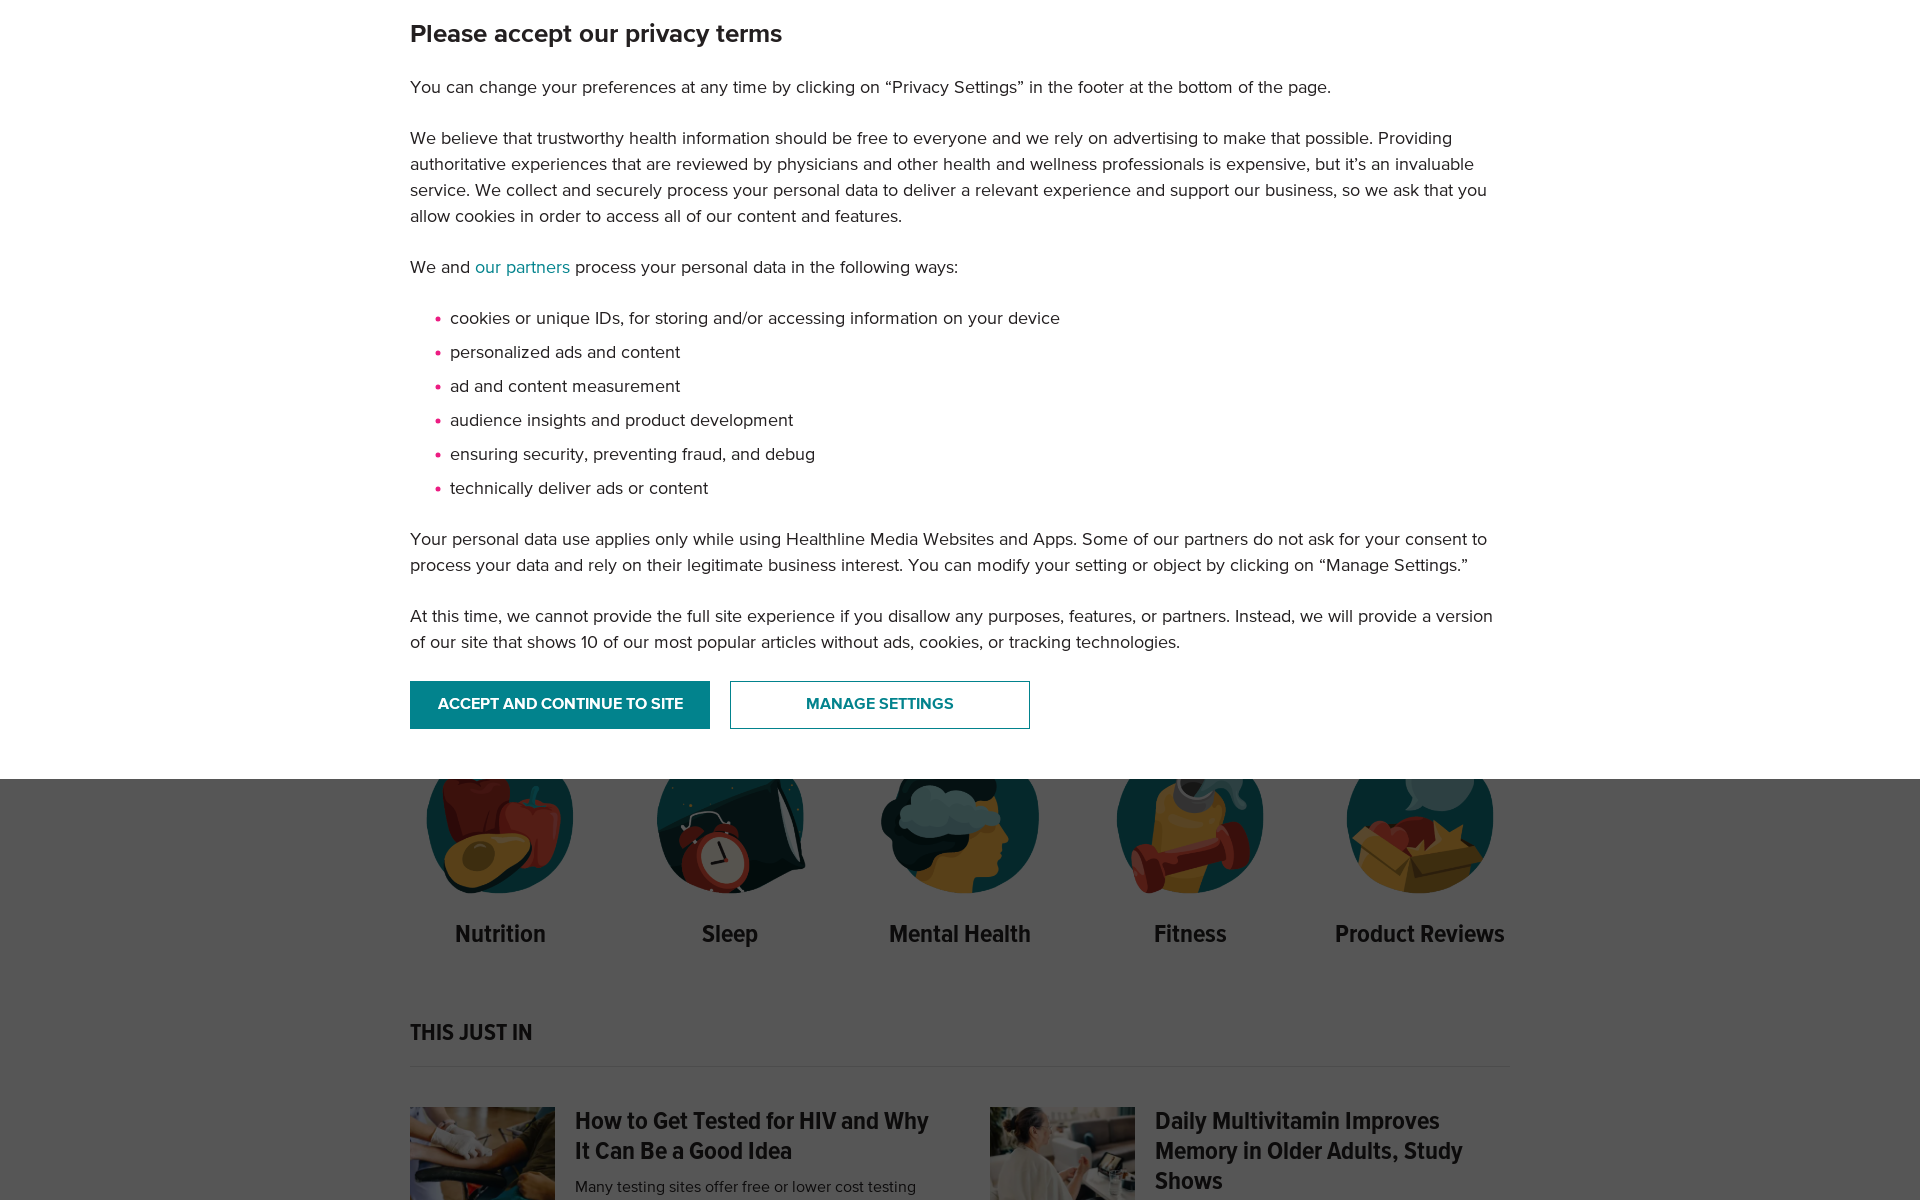 Please accept our privacy terms
You can change your preferences at any time by clicking on “Privacy Settings” in the footer at the bottom of the page.
We believe that trustworthy health information should be free to everyone and we rely on advertising to make that possible. Providing
authoritative experiences that are reviewed by physicians and other health and wellness professionals is expensive, but it’s an invaluable
service. We collect and securely process your personal data to deliver a relevant experience and support our business, so we ask that you
allow cookies in order to access all of our content and features.
We and our partners process your personal data in the following ways:
• cookies or unique IDs, for storing and/or accessing information on your device
• personalized ads and content
• ad and content measurement
• audience insights and product development
• ensuring security, preventing fraud, and debug
• technically deliver ads or content
Your personal data use applies only while using Healthline Media Websites and Apps. Some of our partners do not ask for your consent to
process your data and rely on their legitimate business interest. You can modify your setting or object by clicking on “Manage Settings.”
At this time, we cannot provide the full site experience if you disallow any purposes, features, or partners. Instead, we will provide a version
of our site that shows 10 of our most popular articles without ads, cookies, or tracking technologies.
ACCEPT AND CONTINUE TO SITE
MANAGE SETTINGS
Nutrition
Sleep
Mental Health
Fitness
Product Reviews
THIS JUST IN
How to Get Tested for HIV and Why
It Can Be a Good Idea
Many testing sites offer free or lower cost testing
Daily Multivitamin Improves
Memory in Older Adults, Study
Shows